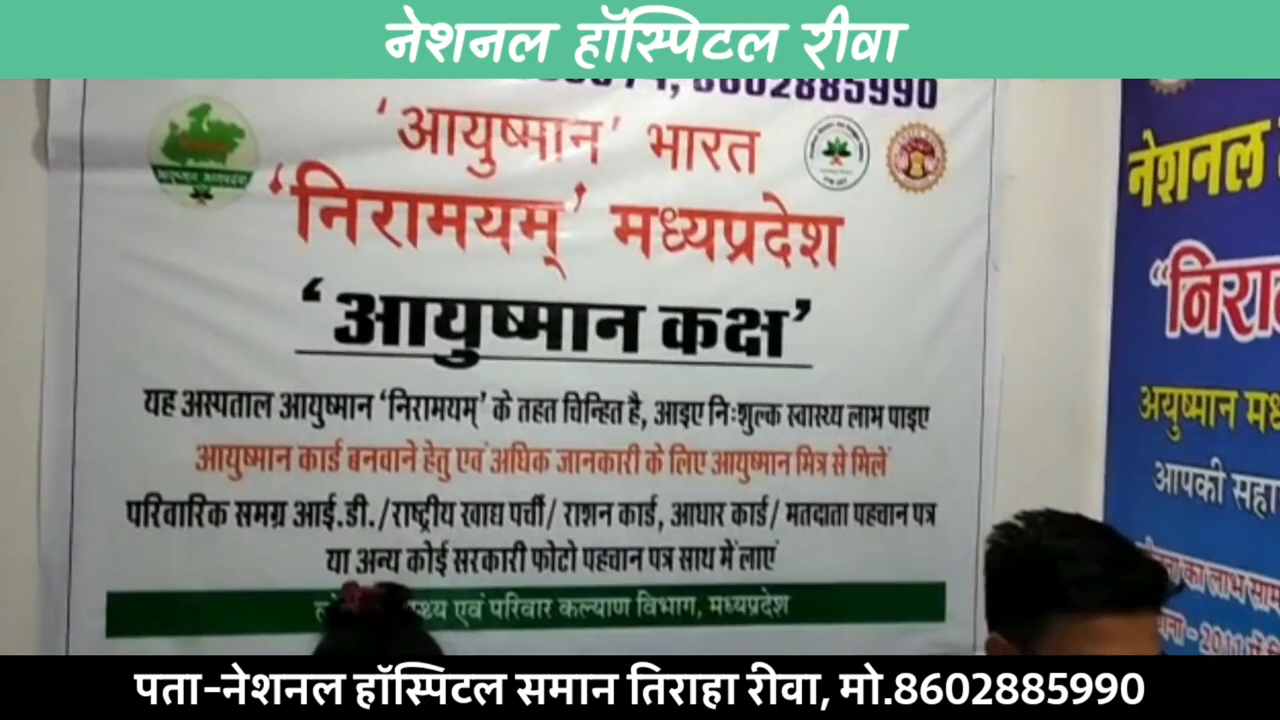 नेशनल हॉस्पिटल रीवा
8602885990
'आयुष्मान' भारत
'निरामयम्' मध्यप्रदेश
'आयुष्मान कक्ष'
यह अस्पताल आयुष्मान 'निरामयम्' के तहत चिन्हित है, आइए निःशुल्क स्वास्थ्य लाभ पाइए
आयुष्मान कार्ड बनवाने हेतु एवं अधिक जानकारी के लिए आयुष्मान मित्र से मिलें
परिवारिक समग्र आई.डी./राष्ट्रीय खाद्य पर्ची/ राशन कार्ड, आधार कार्ड/ मतदाता पहचान पत्र
या अन्य कोई सरकारी फोटो पहचान पत्र साथ में लाएं
एवं परिवार कल्याण विभाग, मध्यप्रदेश
नेशनल
"निरा
अयुष्मान मध
आपकी सहा
का लाभ साम
पता-नेशनल हॉस्पिटल समान तिराहा रीवा, मो.8602885990